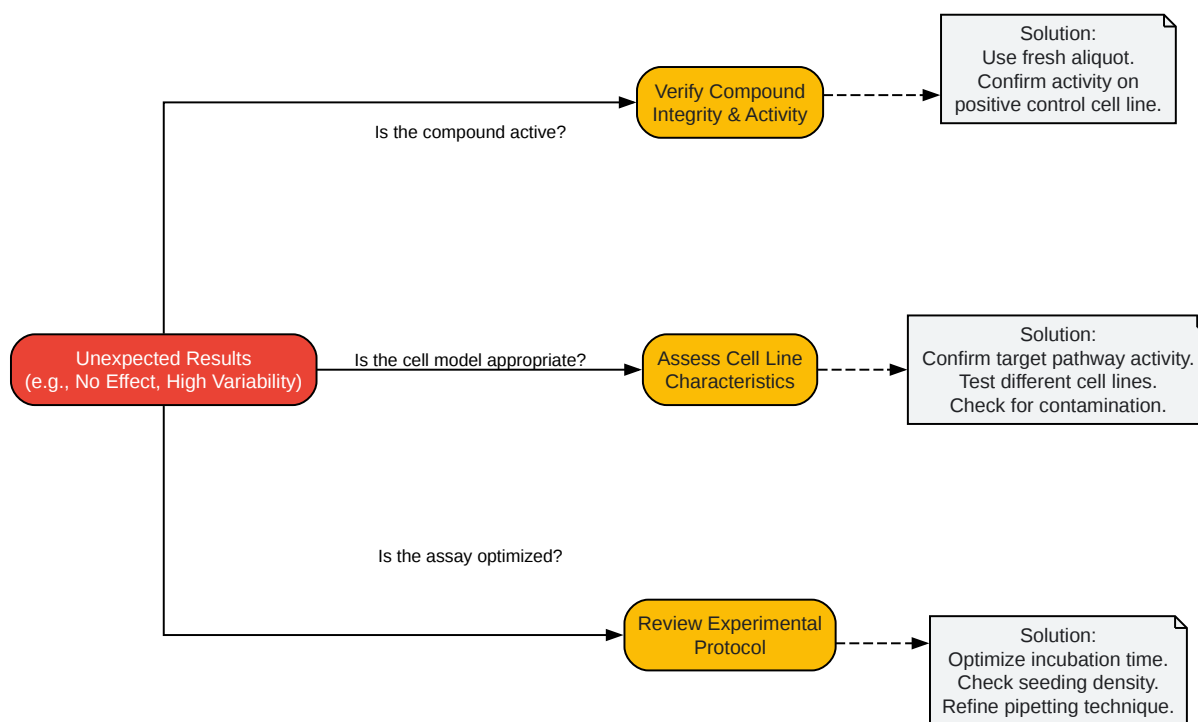 Solution:
Use fresh aliquot.
Confirm activity on
positive control cell line.
Verify Compound
Integrity & Activity
Is the compound active?
Unexpected Results
(e.g., No Effect, High Variability)
Is the cell model appropriate?
Assess Cell Line
Characteristics
Solution:
Confirm target pathway activity.
Test different cell lines.
Check for contamination.
Is the assay optimized?
Review Experimental
Protocol
Solution:
Optimize incubation time.
Check seeding density.
Refine pipetting technique.